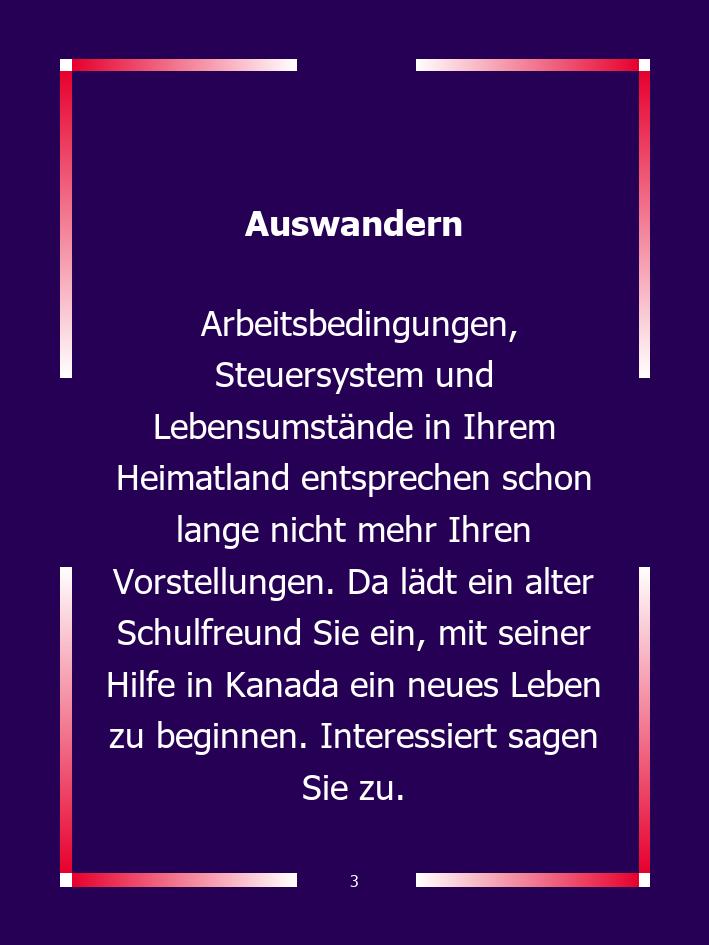 Auswandern
Arbeitsbedingungen,
Steuersystem und
Lebensumstände in Ihrem
Heimatland entsprechen schon
lange nicht mehr Ihren
Vorstellungen. Da lädt ein alter
Schulfreund Sie ein, mit seiner
Hilfe in Kanada ein neues Leben
zu beginnen. Interessiert sagen
Sie zu.
3